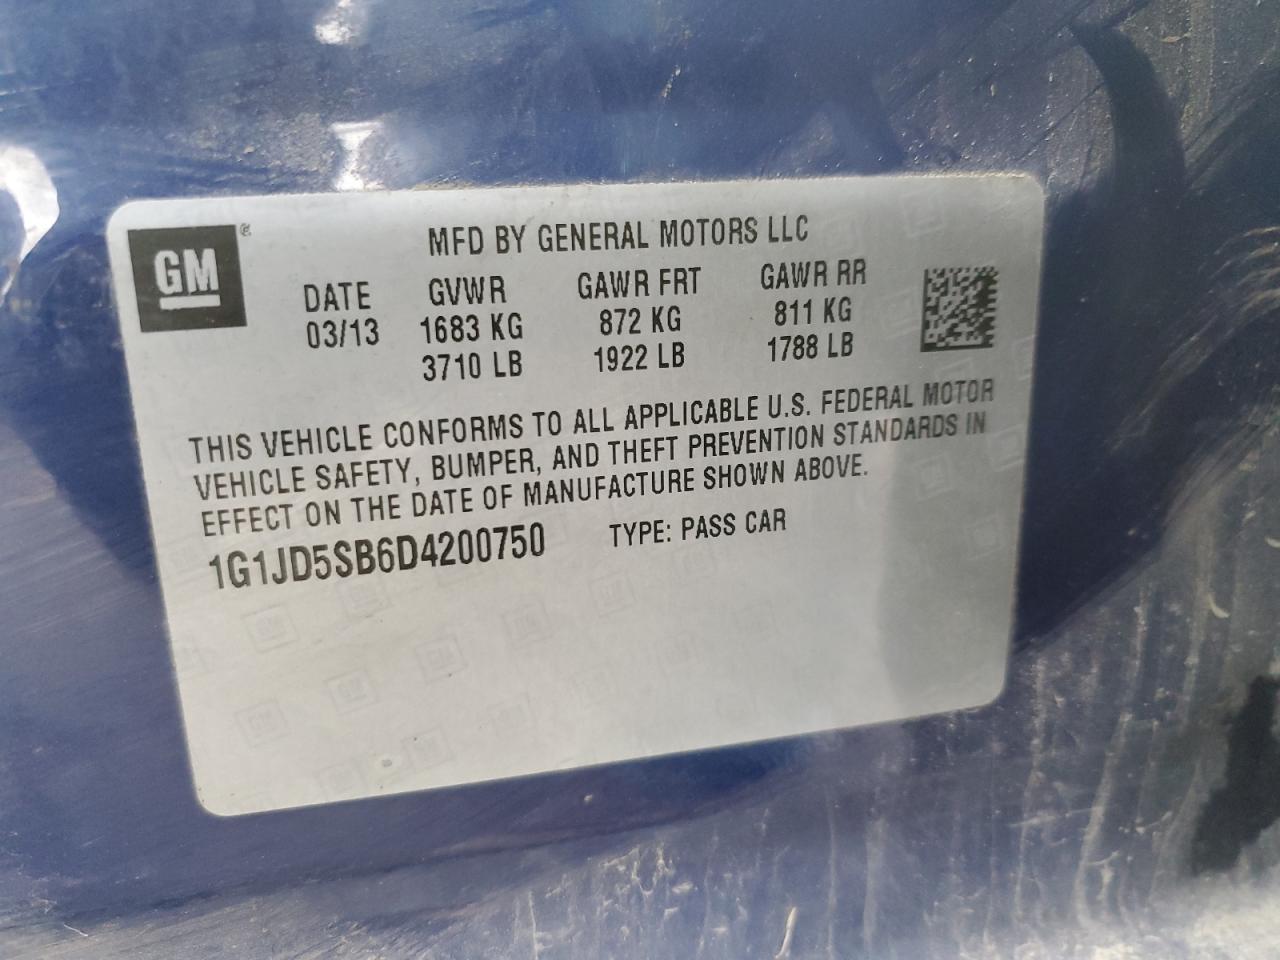 GM ®
MFD BY GENERAL MOTORS LLC
DATE GVWR GAWR FRT GAWR RR
03/13 1683 KG 872 KG 811 KG
3710 LB 1922 LB 1788 LB
THIS VEHICLE CONFORMS TO ALL APPLICABLE U.S. FEDERAL MOTOR
VEHICLE SAFETY, BUMPER, AND THEFT PREVENTION STANDARDS IN
EFFECT ON THE DATE OF MANUFACTURE SHOWN ABOVE.
1G1JD5SB6D4200750 TYPE: PASS CAR